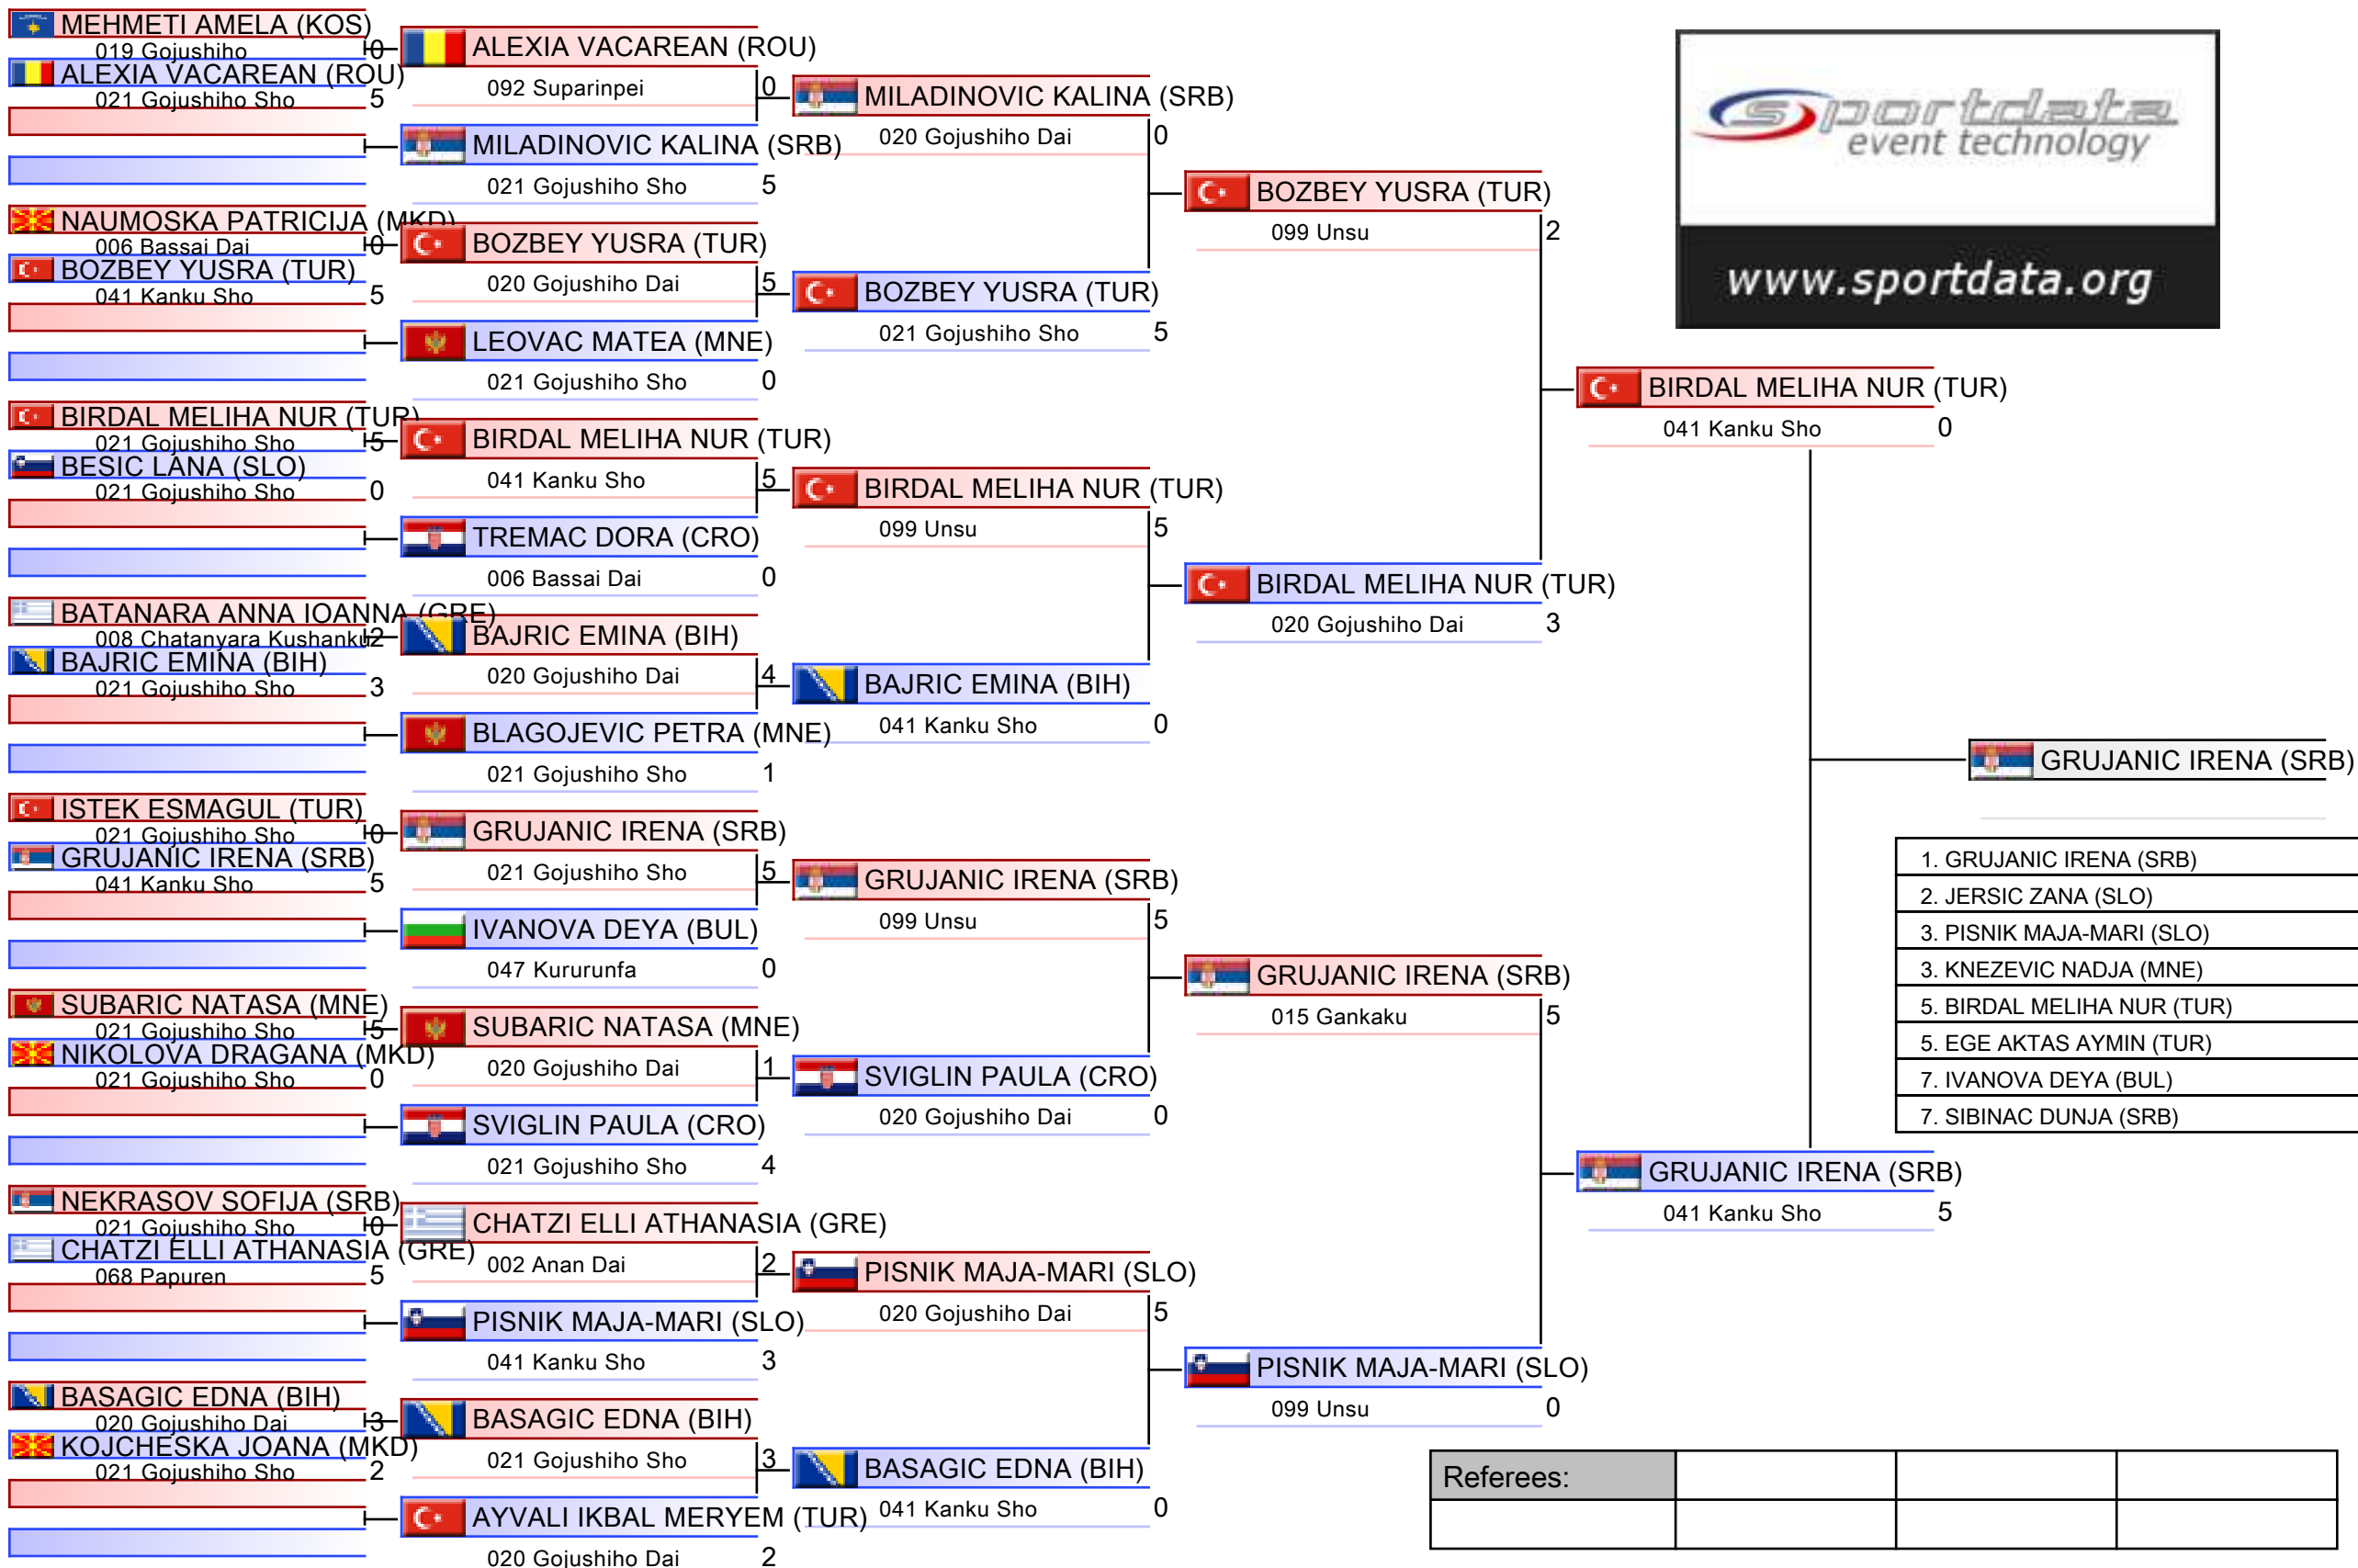 MEHMETI AMELA (KOS)
019 Gojushiho 0
ALEXIA VACAREAN (ROU)
021 Gojushiho Sho 5
NAUMOSKA PATRICIJA (MKD)
006 Bassai Dai 0
BOZBEY YUSRA (TUR)
041 Kanku Sho 5
BIRDAL MELIHA NUR (TUR)
021 Gojushiho Sho 5
BESIC LANA (SLO)
021 Gojushiho Sho 0
BATANARA ANNA IOANNA (GRE)
008 Chatanyara Kushanku 2
BAJRIC EMINA (BIH)
021 Gojushiho Sho 3
ISTEK ESMAGUL (TUR)
021 Gojushiho Sho 0
GRUJANIC IRENA (SRB)
041 Kanku Sho 5
SUBARIC NATASA (MNE)
021 Gojushiho Sho 5
NIKOLOVA DRAGANA (MKD)
021 Gojushiho Sho 0
NEKRASOV SOFIJA (SRB)
021 Gojushiho Sho 0
CHATZI ELLI ATHANASIA (GRE)
068 Papuren 5
BASAGIC EDNA (BIH)
020 Gojushiho Dai 3
KOJCHESKA JOANA (MKD)
021 Gojushiho Sho 2
ALEXIA VACAREAN (ROU)
092 Suparinpei 0
MILADINOVIC KALINA (SRB)
021 Gojushiho Sho 5
BOZBEY YUSRA (TUR)
020 Gojushiho Dai 5
LEOVAC MATEA (MNE)
021 Gojushiho Sho 0
BIRDAL MELIHA NUR (TUR)
041 Kanku Sho 5
TREMAC DORA (CRO)
006 Bassai Dai 0
BAJRIC EMINA (BIH)
020 Gojushiho Dai 4
BLAGOJEVIC PETRA (MNE)
021 Gojushiho Sho 1
GRUJANIC IRENA (SRB)
021 Gojushiho Sho 5
IVANOVA DEYA (BUL)
047 Kururunfa 0
SUBARIC NATASA (MNE)
020 Gojushiho Dai 1
SVIGLIN PAULA (CRO)
021 Gojushiho Sho 4
CHATZI ELLI ATHANASIA (GRE)
002 Anan Dai 2
PISNIK MAJA-MARI (SLO)
041 Kanku Sho 3
BASAGIC EDNA (BIH)
021 Gojushiho Sho 3
AYVALI IKBAL MERYEM (TUR)
020 Gojushiho Dai 2
MILADINOVIC KALINA (SRB)
020 Gojushiho Dai 0
BOZBEY YUSRA (TUR)
021 Gojushiho Sho 5
BIRDAL MELIHA NUR (TUR)
099 Unsu 5
BAJRIC EMINA (BIH)
041 Kanku Sho 0
GRUJANIC IRENA (SRB)
099 Unsu 5
SVIGLIN PAULA (CRO)
020 Gojushiho Dai 0
PISNIK MAJA-MARI (SLO)
020 Gojushiho Dai 5
BASAGIC EDNA (BIH)
041 Kanku Sho 0
BOZBEY YUSRA (TUR)
099 Unsu 2
BIRDAL MELIHA NUR (TUR)
020 Gojushiho Dai 3
GRUJANIC IRENA (SRB)
015 Gankaku 5
PISNIK MAJA-MARI (SLO)
099 Unsu 0
BIRDAL MELIHA NUR (TUR)
041 Kanku Sho 0
GRUJANIC IRENA (SRB)
041 Kanku Sho 5
GRUJANIC IRENA (SRB)
sportdata
event technology
www.sportdata.org
1. GRUJANIC IRENA (SRB)
2. JERSIC ZANA (SLO)
3. PISNIK MAJA-MARI (SLO)
3. KNEZEVIC NADJA (MNE)
5. BIRDAL MELIHA NUR (TUR)
5. EGE AKTAS AYMIN (TUR)
7. IVANOVA DEYA (BUL)
7. SIBINAC DUNJA (SRB)
Referees: